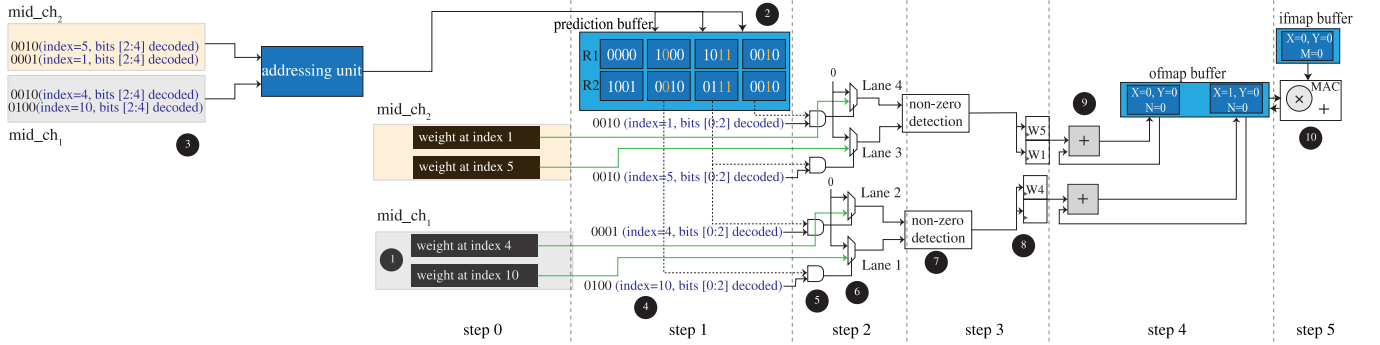 mid_ch2
0010(index=5, bits [2:4] decoded)
0001(index=1, bits [2:4] decoded)
0010(index=4, bits [2:4] decoded)
0100(index=10, bits [2:4] decoded)
mid_ch1
3
addressing unit
prediction buffer
2
R1 0000 1000 1011 0010
R2 1001 0010 0111 0010
mid_ch2
weight at index 1
weight at index 5
0010 (index=1, bits [0:2] decoded)
0010 (index=5, bits [0:2] decoded)
mid_ch1
1
weight at index 4
weight at index 10
0001 (index=4, bits [0:2] decoded)
0100 (index=10, bits [0:2] decoded)
4
0
Lane 4
Lane 3
0
Lane 2
Lane 1
5
6
non-zero
detection
non-zero
detection
7
W5
W1
W4
8
9
+
+
ofmap buffer
X=0, Y=0
N=0
X=1, Y=0
N=0
ifmap buffer
X=0, Y=0
M=0
MAC
×
+
10
step 0
step 1
step 2
step 3
step 4
step 5